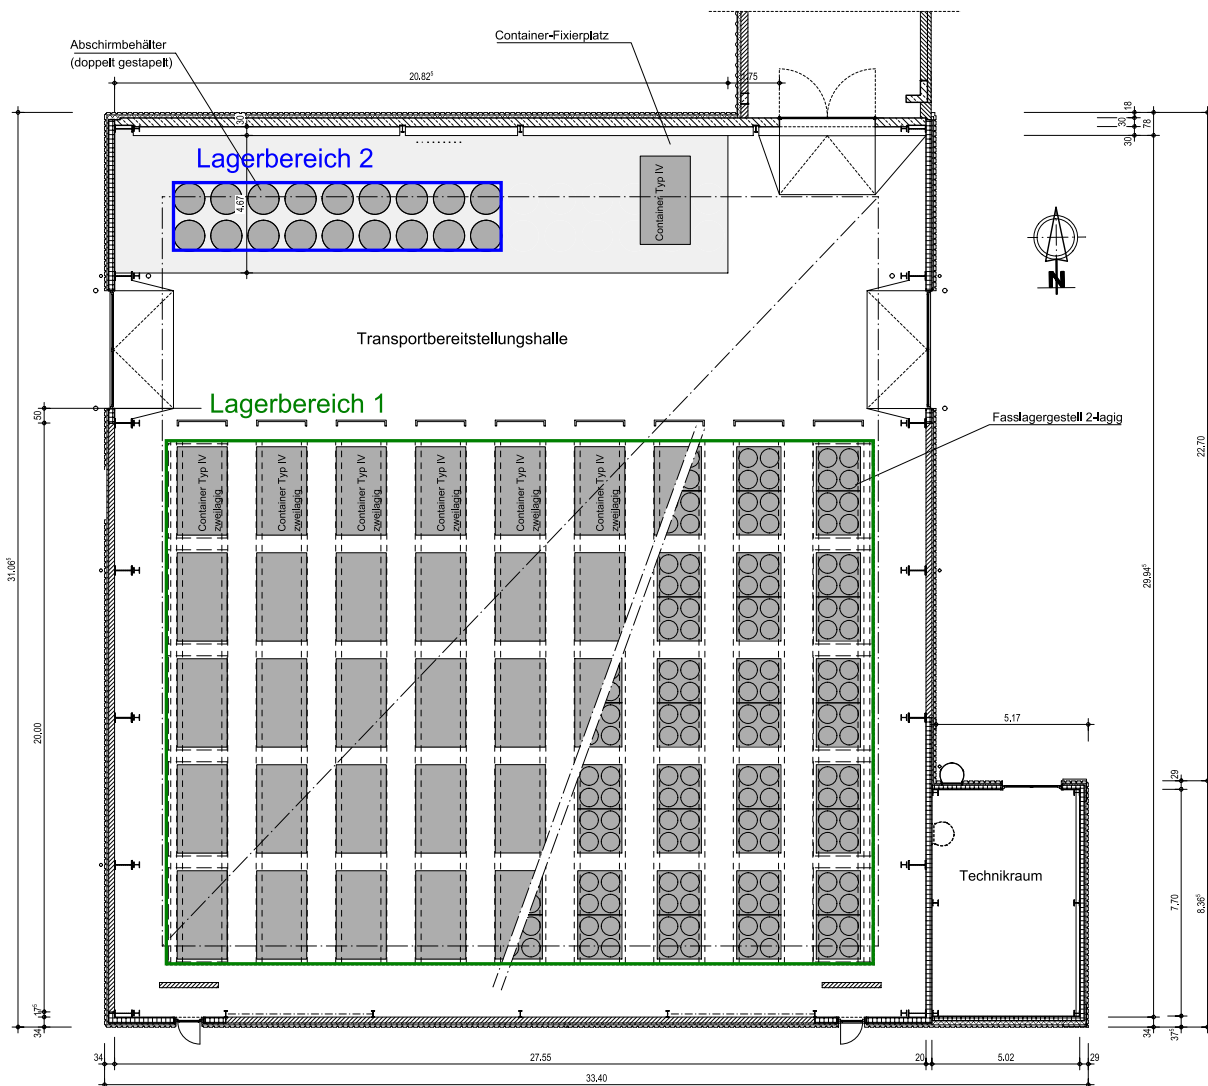 Abschirmbehälter
(doppelt gestapelt)
Container-Fixierplatz
20.82⁵
75
18
30
78
30
30
Lagerbereich 2
4.67
Container Typ IV
N
Transportbereitstellungshalle
Lagerbereich 1
50
Fasslagergestell 2-lagig
22.70
Container Typ IV
zweilagig
Container Typ IV
zweilagig
Container Typ IV
zweilagig
Container Typ IV
zweilagig
Container Typ IV
zweilagig
Container Typ IV
zweilagig
31.06⁵
29.94⁵
20.00
5.17
29
Technikraum
7.70
8.36⁵
17⁵
34
34
37⁵
34
27.55
20
5.02
29
33.40